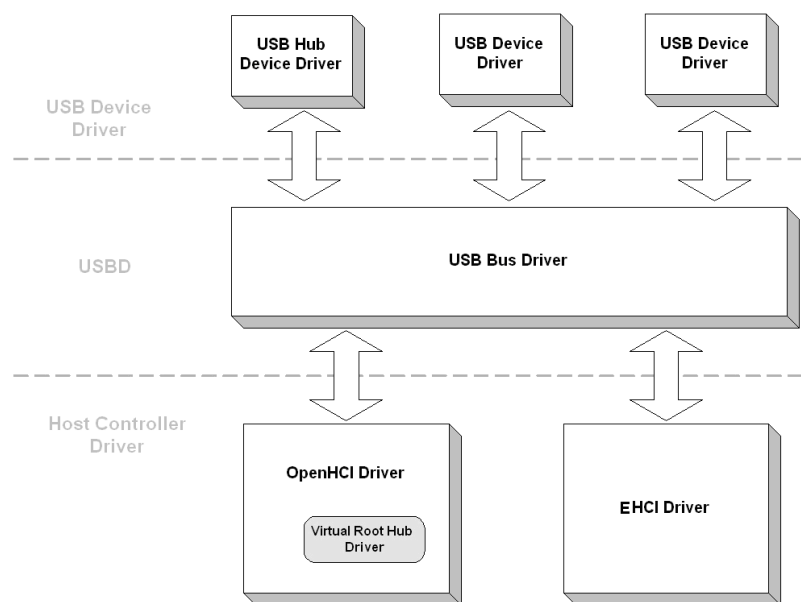 USB Hub
Device Driver
USB Device
Driver
USB Device
Driver
USB Device
Driver
USBD
USB Bus Driver
Host Controller
Driver
OpenHCI Driver
Virtual Root Hub
Driver
EHCI Driver